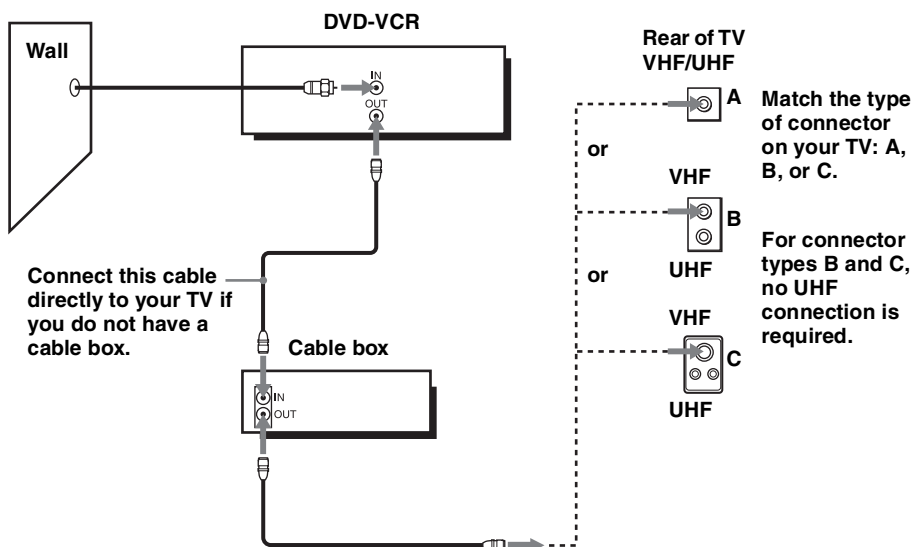 DVD-VCR
Wall
IN
OUT
Rear of TV
VHF/UHF
A
Match the type
of connector
on your TV: A,
B, or C.
or
VHF
B
UHF
For connector
types B and C,
no UHF
connection is
required.
or
VHF
C
UHF
Connect this cable
directly to your TV if
you do not have a
cable box.
Cable box
IN
OUT